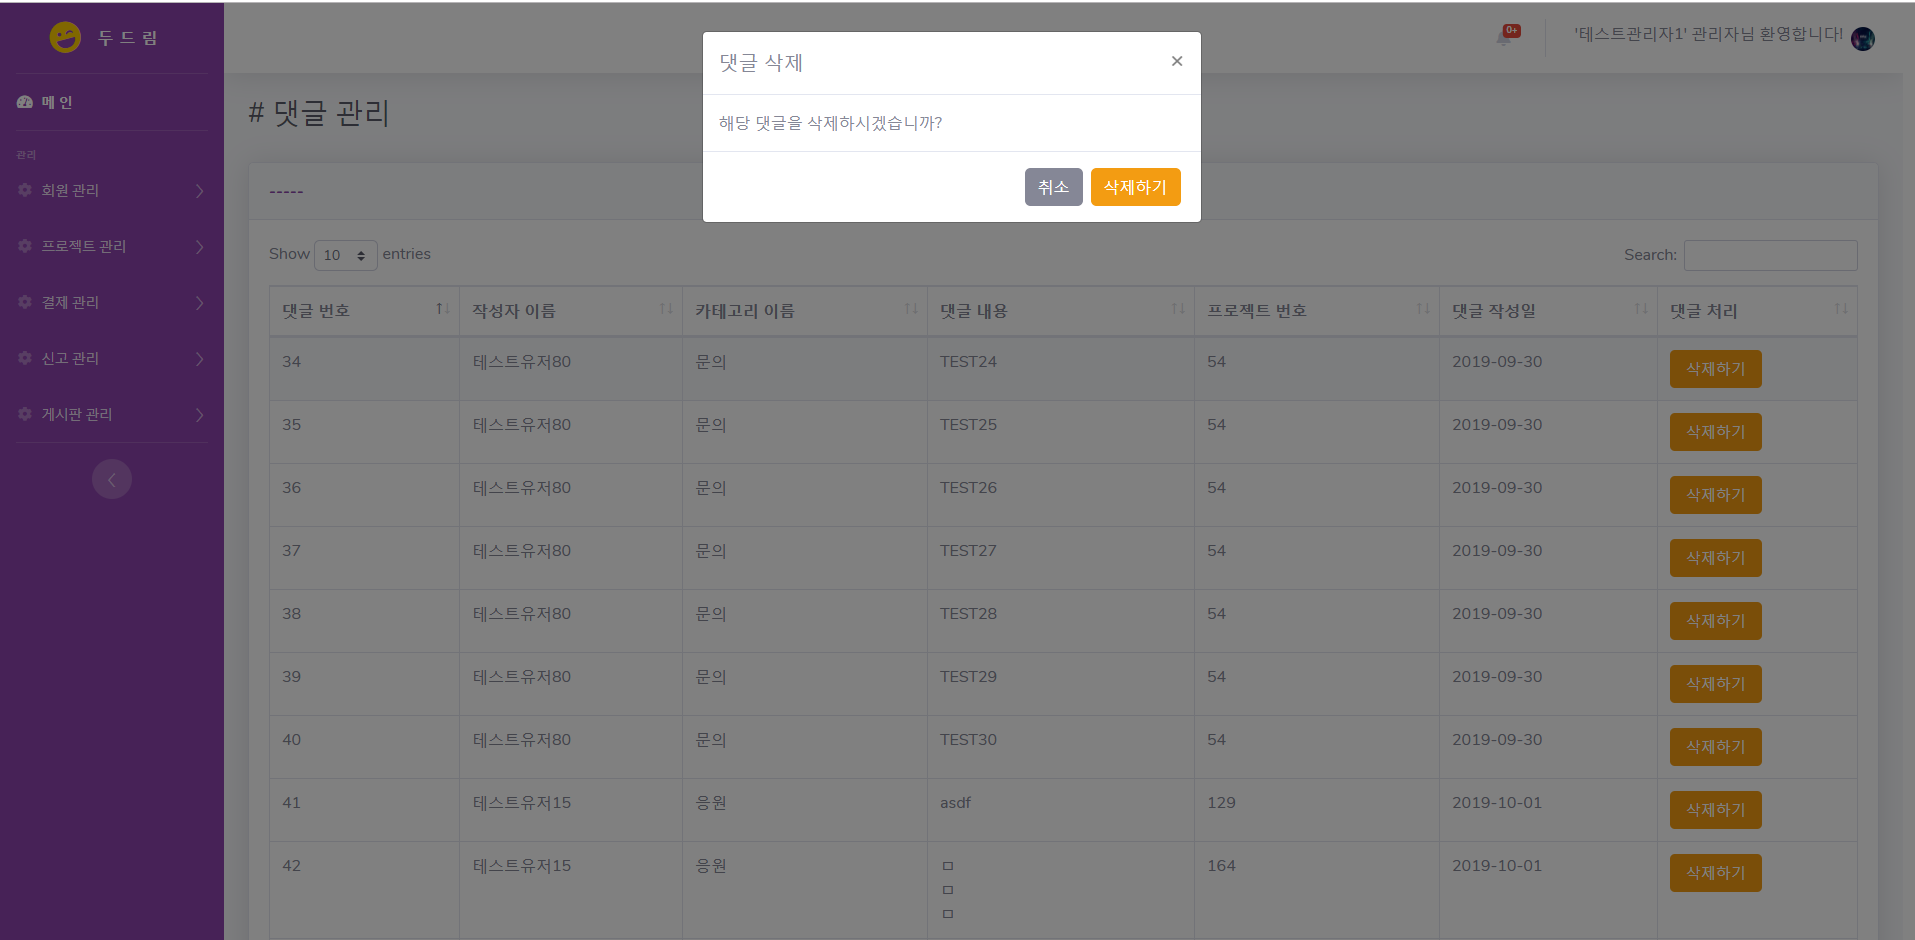 두 드 림
메 인
관리
회원 관리
프로젝트 관리
결제 관리
신고 관리
게시판 관리
0+
'테스트관리자1' 관리자님 환영합니다!
댓글 삭제
×
해당 댓글을 삭제하시겠습니까?
취소 삭제하기
# 댓글 관리
-----
Show 10 entries
Search:
댓글 번호 작성자 이름 카테고리 이름 댓글 내용 프로젝트 번호 댓글 작성일 댓글 처리
34 테스트유저80 문의 TEST24 54 2019-09-30 삭제하기
35 테스트유저80 문의 TEST25 54 2019-09-30 삭제하기
36 테스트유저80 문의 TEST26 54 2019-09-30 삭제하기
37 테스트유저80 문의 TEST27 54 2019-09-30 삭제하기
38 테스트유저80 문의 TEST28 54 2019-09-30 삭제하기
39 테스트유저80 문의 TEST29 54 2019-09-30 삭제하기
40 테스트유저80 문의 TEST30 54 2019-09-30 삭제하기
41 테스트유저15 응원 asdf 129 2019-10-01 삭제하기
42 테스트유저15 응원 ㅁ 164 2019-10-01 삭제하기
ㅁ
ㅁ